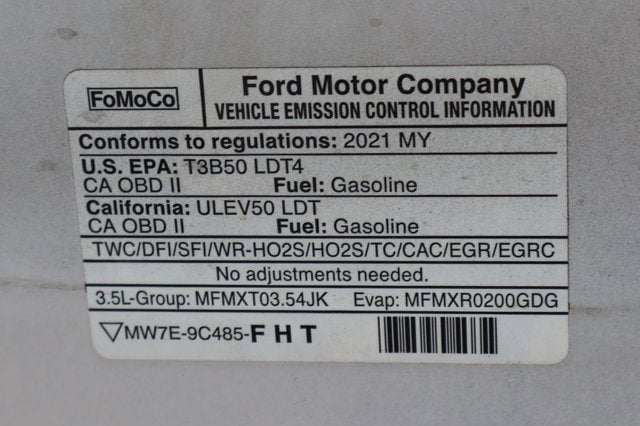 FoMoCo
Ford Motor Company
VEHICLE EMISSION CONTROL INFORMATION
Conforms to regulations: 2021 MY
U.S. EPA: T3B50 LDT4
CA OBD II Fuel: Gasoline
California: ULEV50 LDT
CA OBD II Fuel: Gasoline
TWC/DFI/SFI/WR-HO2S/HO2S/TC/CAC/EGR/EGRC
No adjustments needed.
3.5L-Group: MFMXT03.54JK Evap: MFMXR0200GDG
MW7E-9C485-F H T